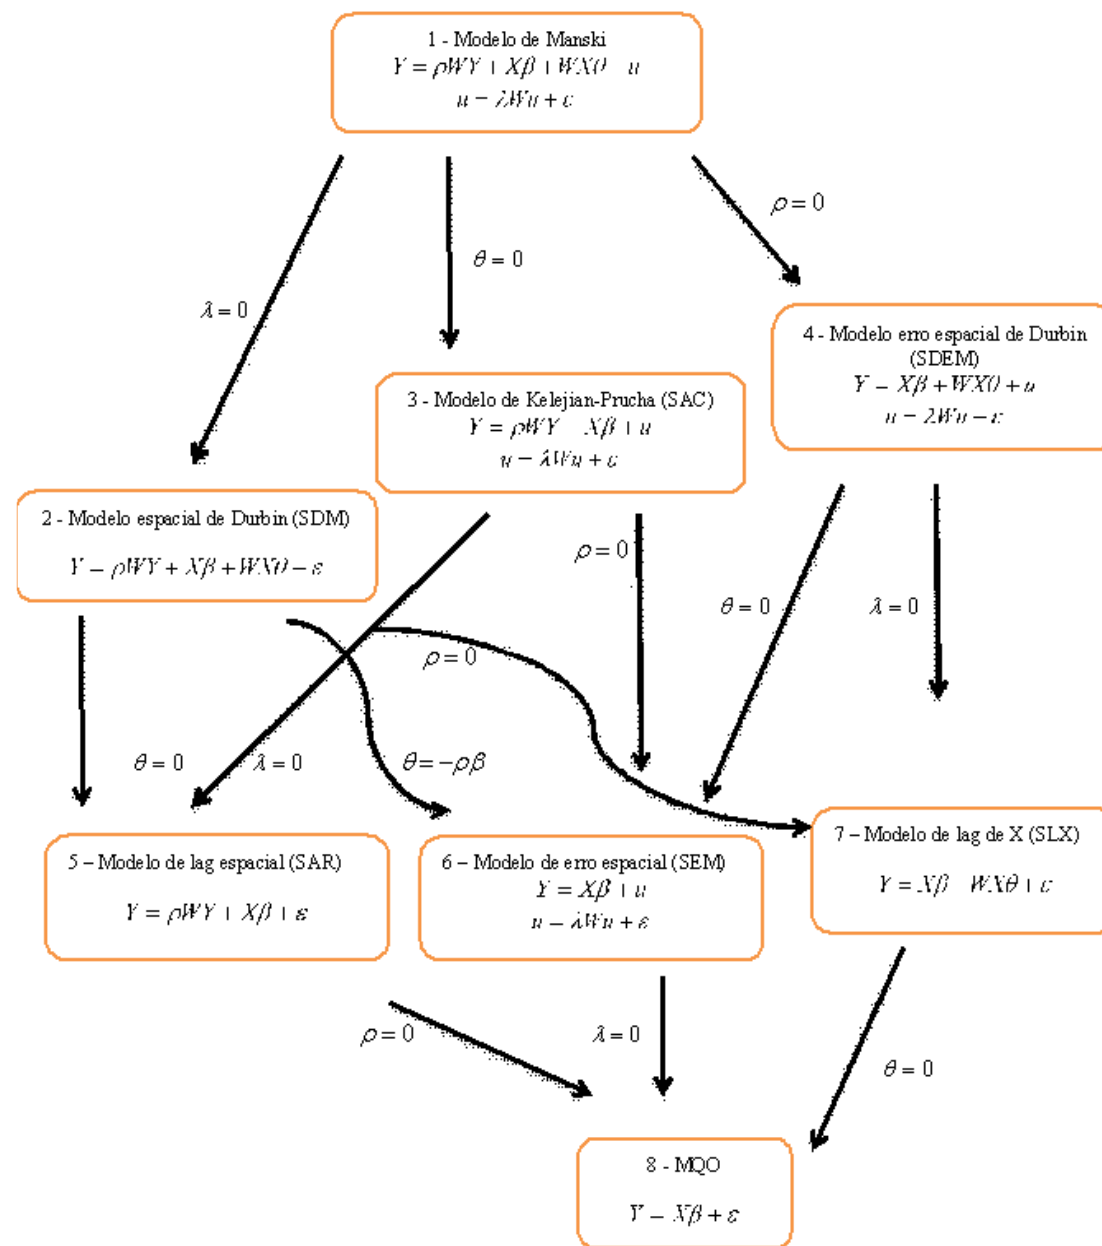 1 - Modelo de Manski
Y = ρWY + Xβ + WXθ u
u = λWu + ε
ρ = 0
θ = 0
λ = 0
4 - Modelo erro espacial de Durbin
(SDEM)
Y = Xβ + WXθ + u
u = λWu - ε
3 - Modelo de Kelejian-Prucha (SAC)
Y = ρWY Xβ + u
u = λWu + ε
2 - Modelo espacial de Durbin (SDM)
Y = ρWY + Xβ + WXθ - ε
ρ = 0
θ = 0
λ = 0
ρ = 0
θ = 0
λ = 0
θ = -ρβ
5 – Modelo de lag espacial (SAR)
Y = ρWY + Xβ + ε
6 – Modelo de erro espacial (SEM)
Y = Xβ + u
u = λWu + ε
7 – Modelo de lag de X (SLX)
Y = Xβ WXθ + ε
ρ = 0
λ = 0
θ = 0
8 - MQO
Y = Xβ + ε